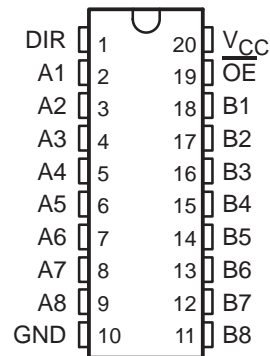 DIR 1 20 VCC
A1 2 19 OE
A2 3 18 B1
A3 4 17 B2
A4 5 16 B3
A5 6 15 B4
A6 7 14 B5
A7 8 13 B6
A8 9 12 B7
GND 10 11 B8